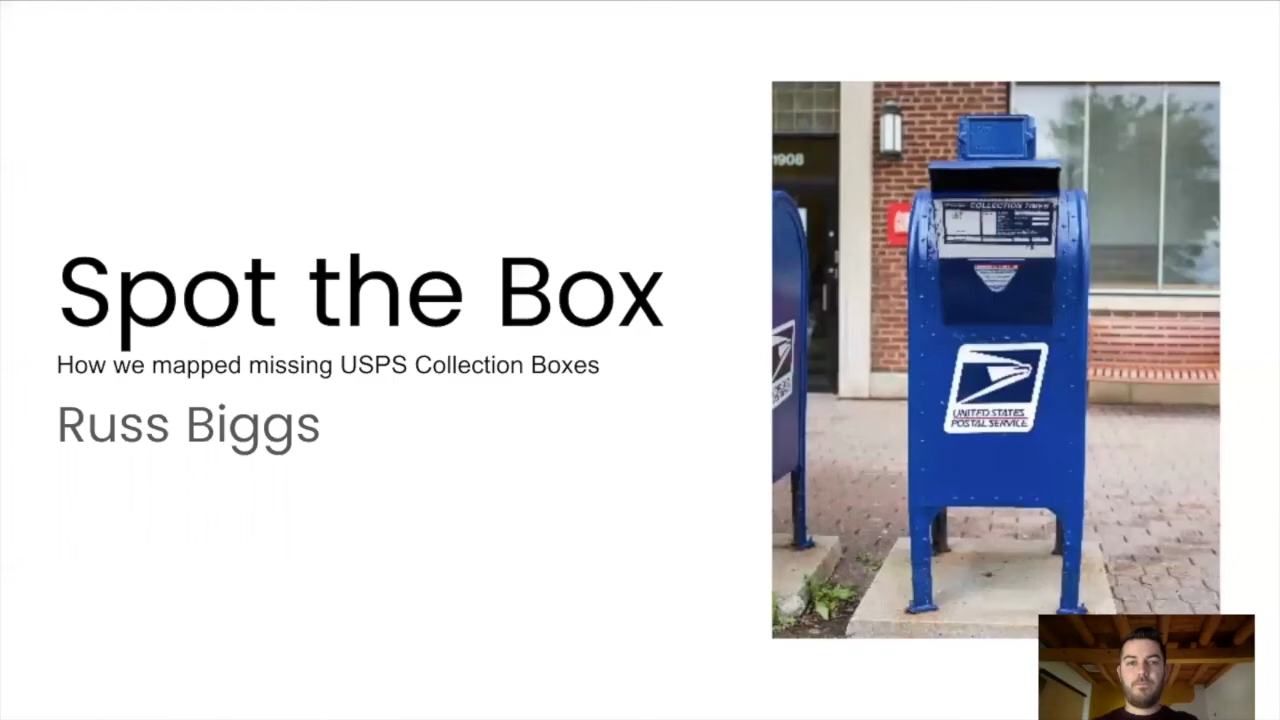 Spot the Box
How we mapped missing USPS Collection Boxes
Russ Biggs
1908
COLLECTION TIMES
UNITED STATES
POSTAL SERVICE